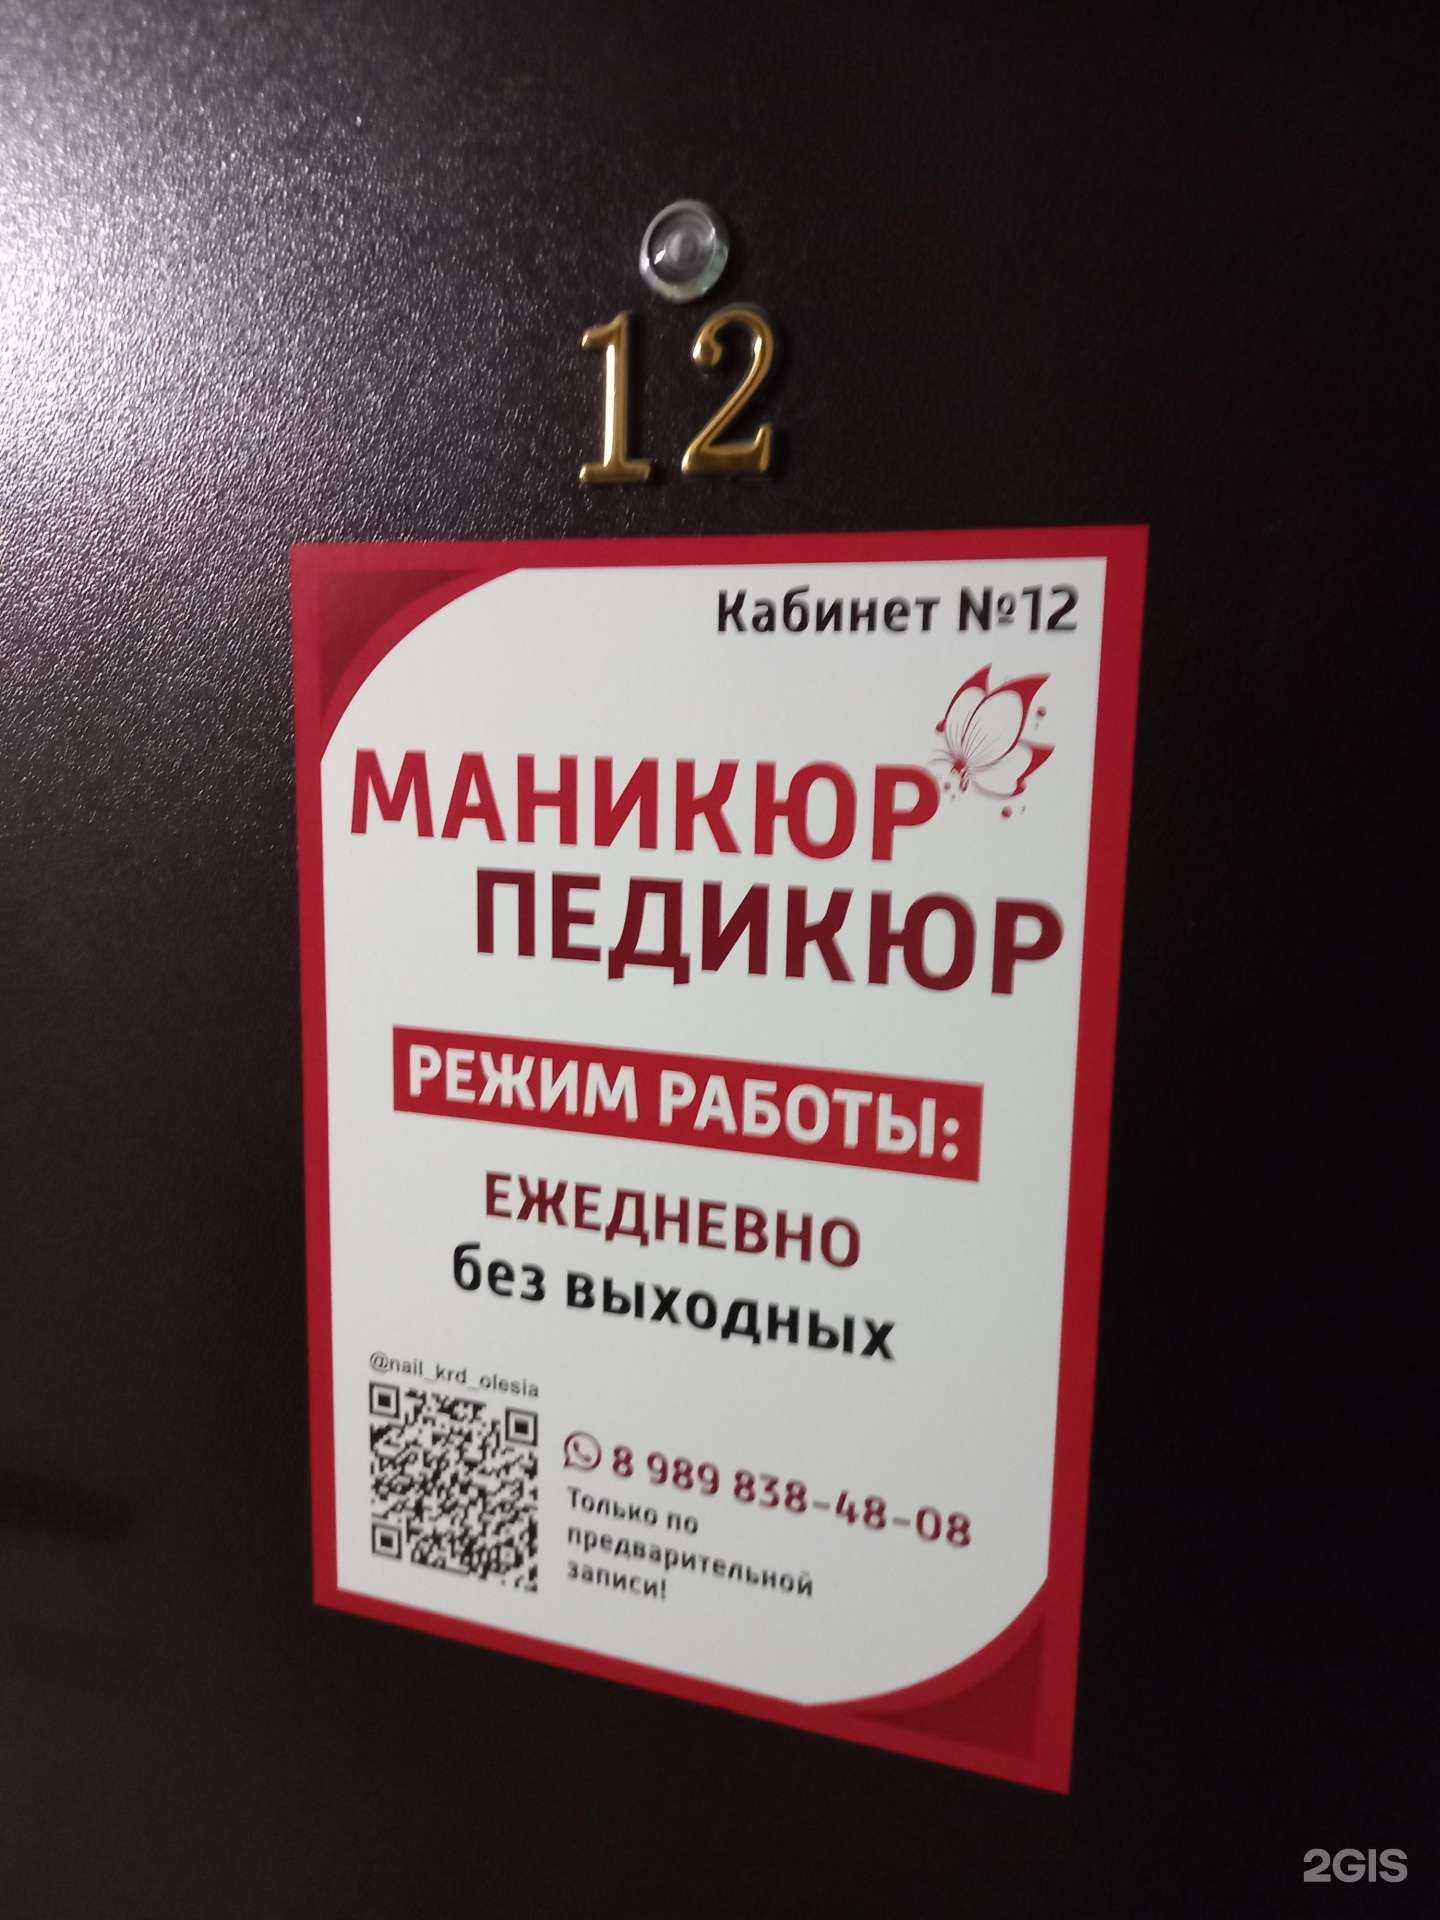 12
Кабинет №12
МАНИКЮР
ПЕДИКЮР
РЕЖИМ РАБОТЫ:
ЕЖЕДНЕВНО
без выходных
@nail_krd_olesia
8 989 838-48-08
Только по
предварительной
записи!
2GIS